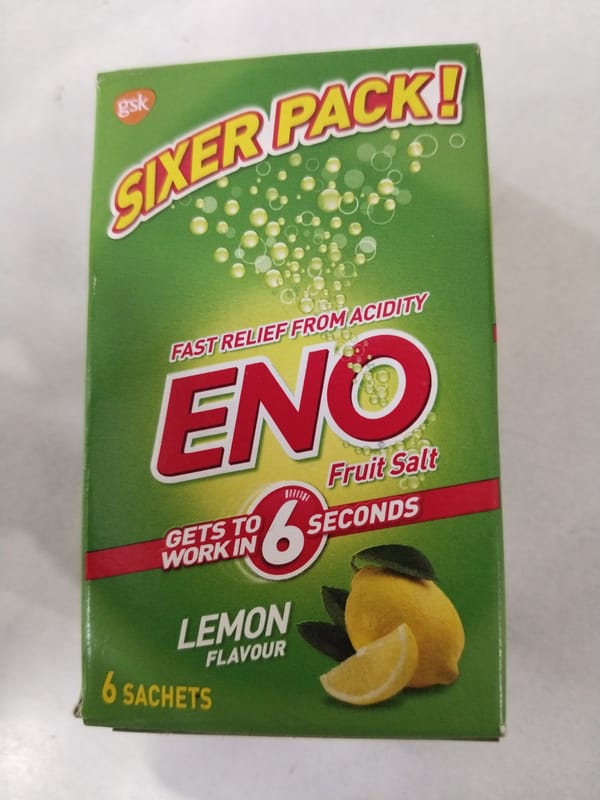 gsk
SIXER PACK!
FAST RELIEF FROM ACIDITY
ENO
Fruit Salt
GETS TO
WORK IN 6 SECONDS
LEMON
FLAVOUR
6 SACHETS